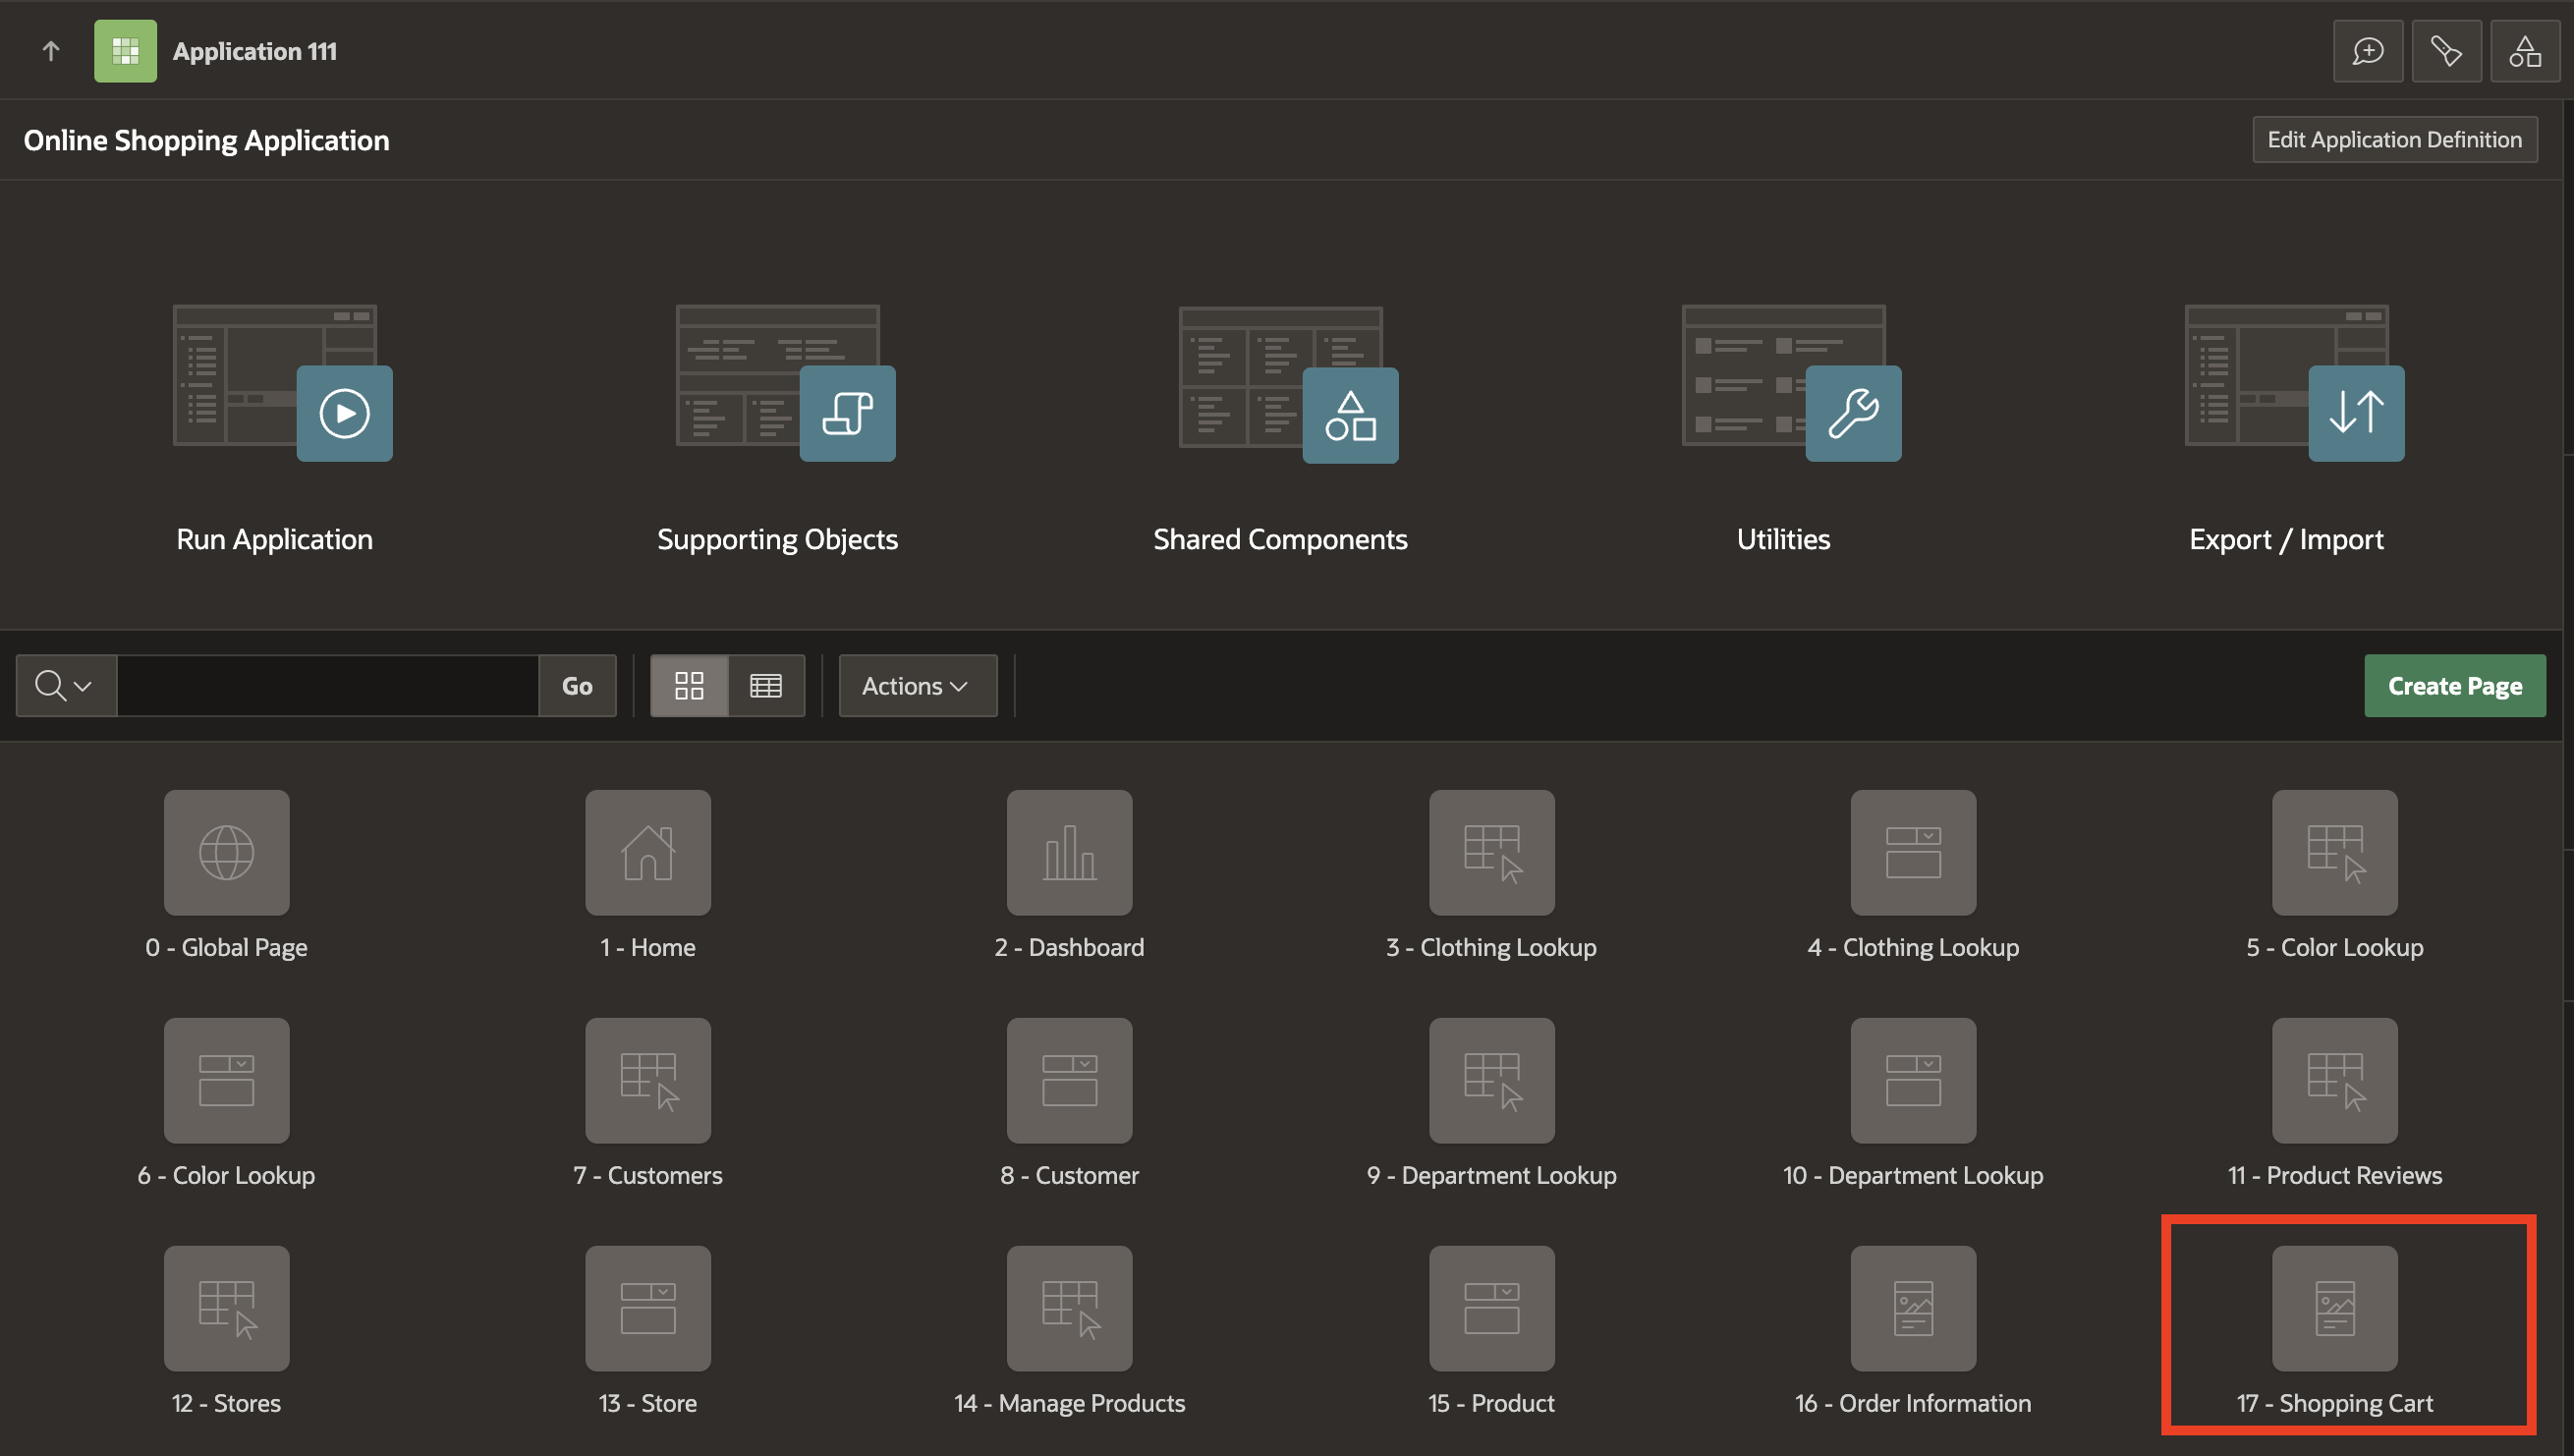 Application 111
Online Shopping Application
Edit Application Definition
Run Application
Supporting Objects
Shared Components
Utilities
Export / Import
Go
Actions
Create Page
0 - Global Page
1 - Home
2 - Dashboard
3 - Clothing Lookup
4 - Clothing Lookup
5 - Color Lookup
6 - Color Lookup
7 - Customers
8 - Customer
9 - Department Lookup
10 - Department Lookup
11 - Product Reviews
12 - Stores
13 - Store
14 - Manage Products
15 - Product
16 - Order Information
17 - Shopping Cart